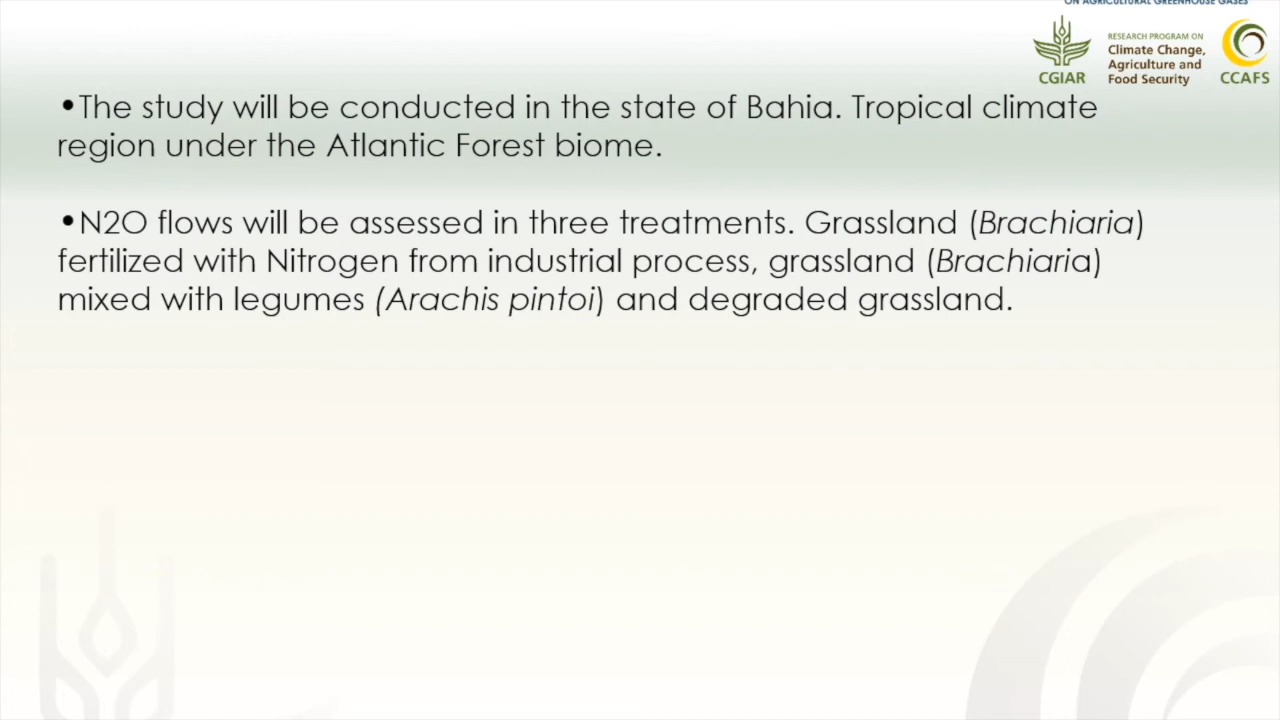 ON AGRICULTURAL GREENHOUSE GASES
RESEARCH PROGRAM ON
Climate Change,
Agriculture and
Food Security
CGIAR
CCAFS
•The study will be conducted in the state of Bahia. Tropical climate
region under the Atlantic Forest biome.
•N2O flows will be assessed in three treatments. Grassland (Brachiaria)
fertilized with Nitrogen from industrial process, grassland (Brachiaria)
mixed with legumes (Arachis pintoi) and degraded grassland.